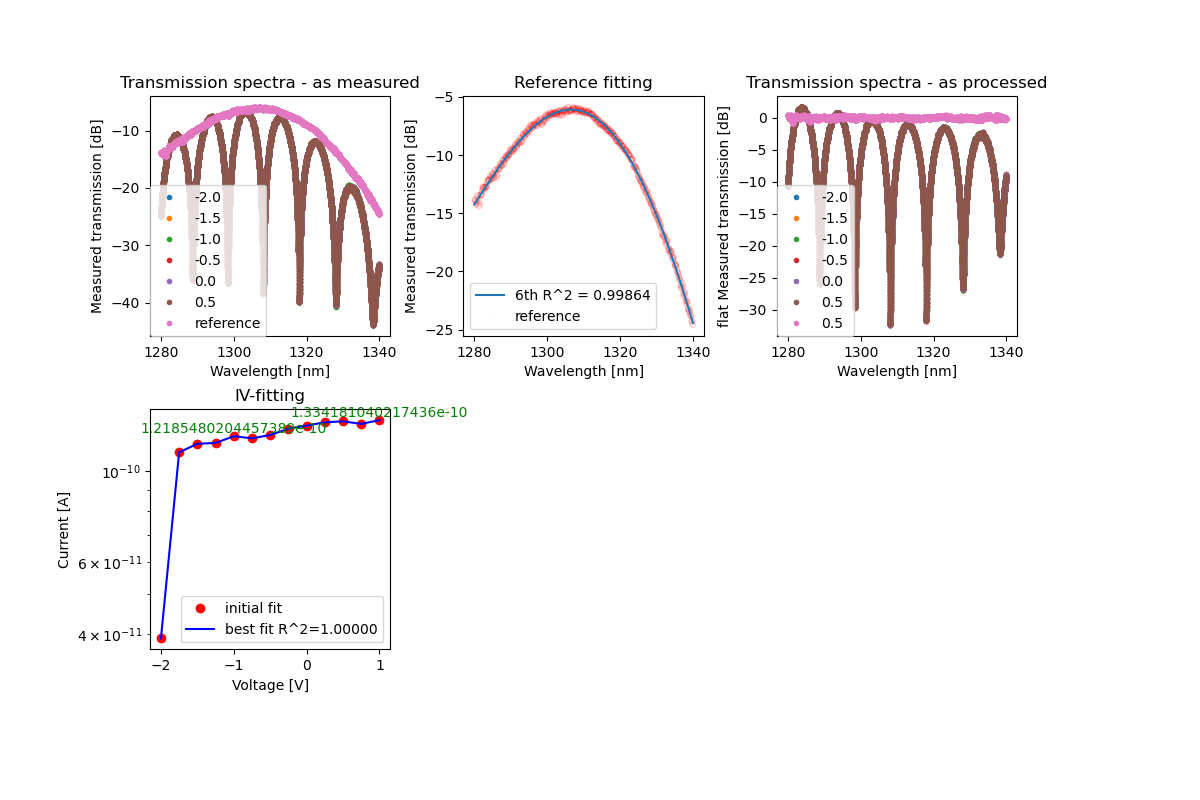 Transmission spectra - as measured
Measured transmission [dB]
−10
−20
−30
−40
-2.0
-1.5
-1.0
-0.5
0.0
0.5
reference
1280
1300
1320
1340
Wavelength [nm]
Reference fitting
Measured transmission [dB]
−5
−10
−15
−20
−25
6th R^2 = 0.99864
reference
1280
1300
1320
1340
Wavelength [nm]
Transmission spectra - as processed
flat Measured transmission [dB]
0
−5
−10
−15
−20
−25
−30
-2.0
-1.5
-1.0
-0.5
0.0
0.5
0.5
1280
1300
1320
1340
Wavelength [nm]
IV-fitting
1.334181040217436e-10
Current [A]
10⁻¹⁰
6 × 10⁻¹¹
4 × 10⁻¹¹
initial fit
best fit R^2=1.00000
−2
−1
0
1
Voltage [V]